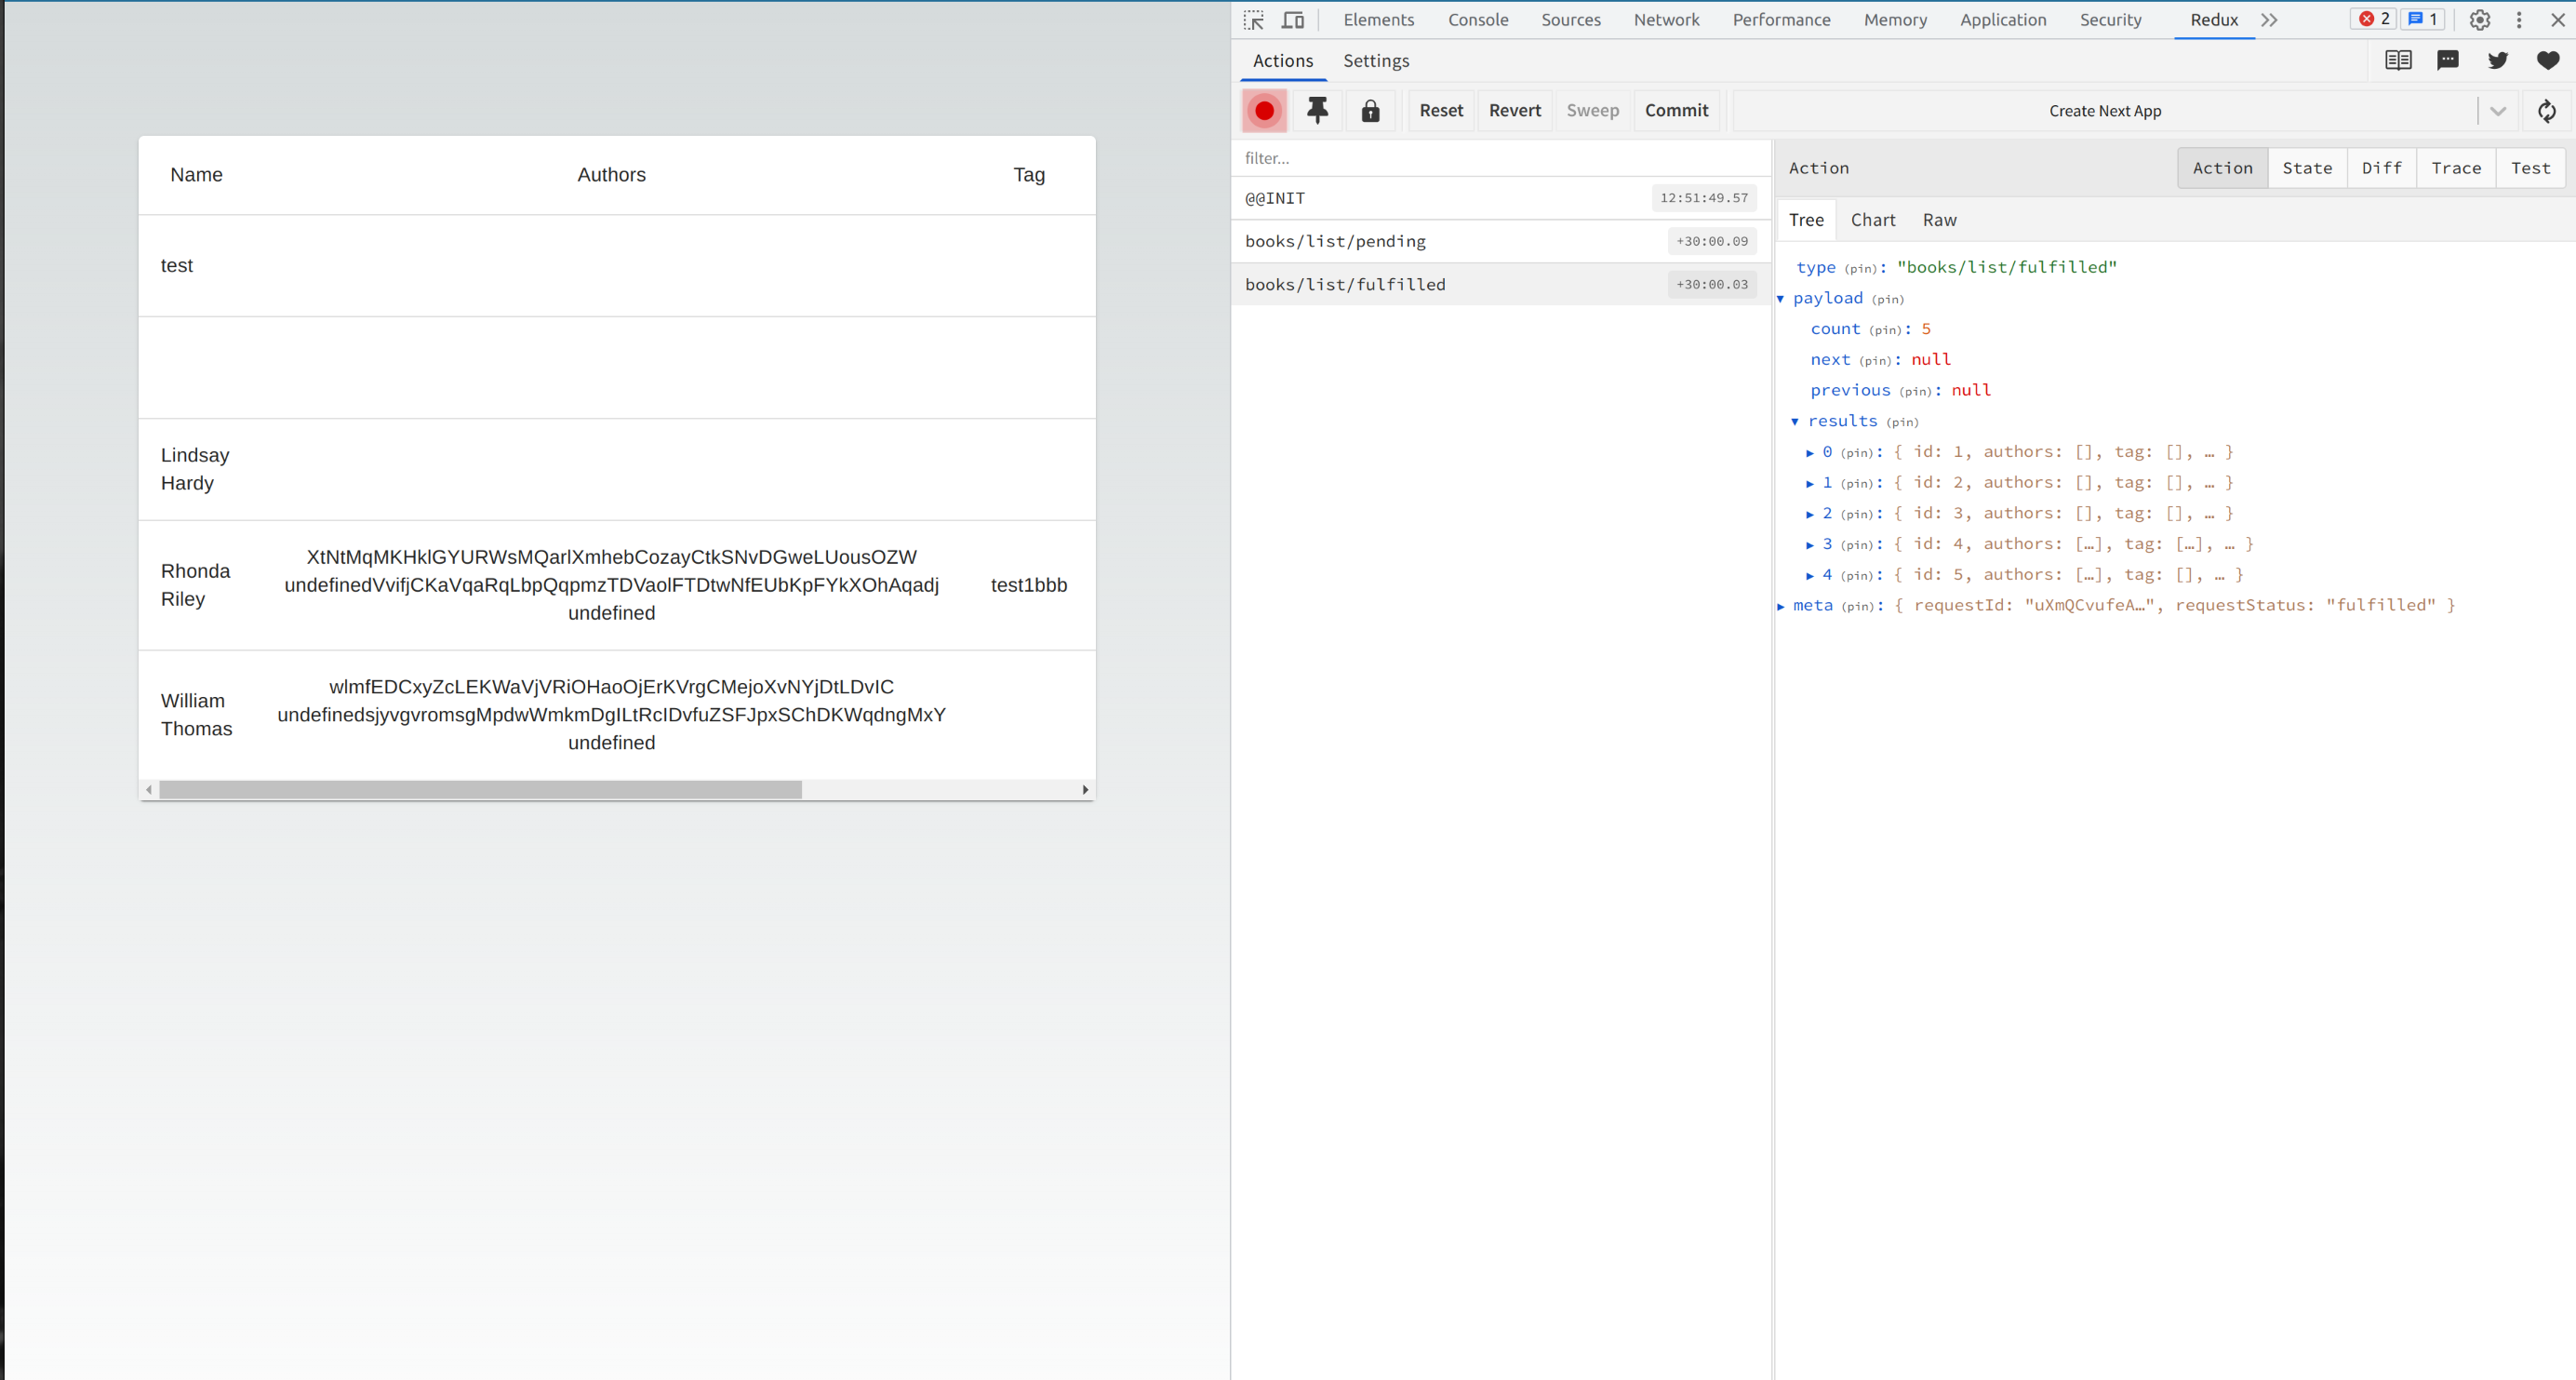 Name Authors Tag
test
Lindsay
Hardy
Rhonda
Riley
XtNtMqMKHklGYURWsMQarlXmhebCozayCtkSNvDGweLUousOZW
undefinedVvifjCKaVqaRqLbpQqpmzTDVaolFTDtwNfEUbKpFYkXOhAqadj
undefined
test1bbb
William
Thomas
wlmfEDCxyZcLEKWaVjVRiOHaoOjErKVrgCMejoXvNYjDtLDvIC
undefinedsjyvgvromsgMpdwWmkmDgILtRcIDvfuZSFJpxSChDKWqdngMxY
undefined
Elements Console Sources Network Performance Memory Application Security Redux 2 1
Actions Settings
Reset Revert Sweep Commit Create Next App
filter...
@@INIT 12:51:49.57
books/list/pending +30:00.09
books/list/fulfilled +30:00.03
Action Action State Diff Trace Test
Tree Chart Raw
type (pin): "books/list/fulfilled"
payload (pin)
count (pin): 5
next (pin): null
previous (pin): null
results (pin)
0 (pin): { id: 1, authors: [], tag: [], … }
1 (pin): { id: 2, authors: [], tag: [], … }
2 (pin): { id: 3, authors: [], tag: [], … }
3 (pin): { id: 4, authors: […], tag: […], … }
4 (pin): { id: 5, authors: […], tag: [], … }
meta (pin): { requestId: "uXmQCvufeA…", requestStatus: "fulfilled" }